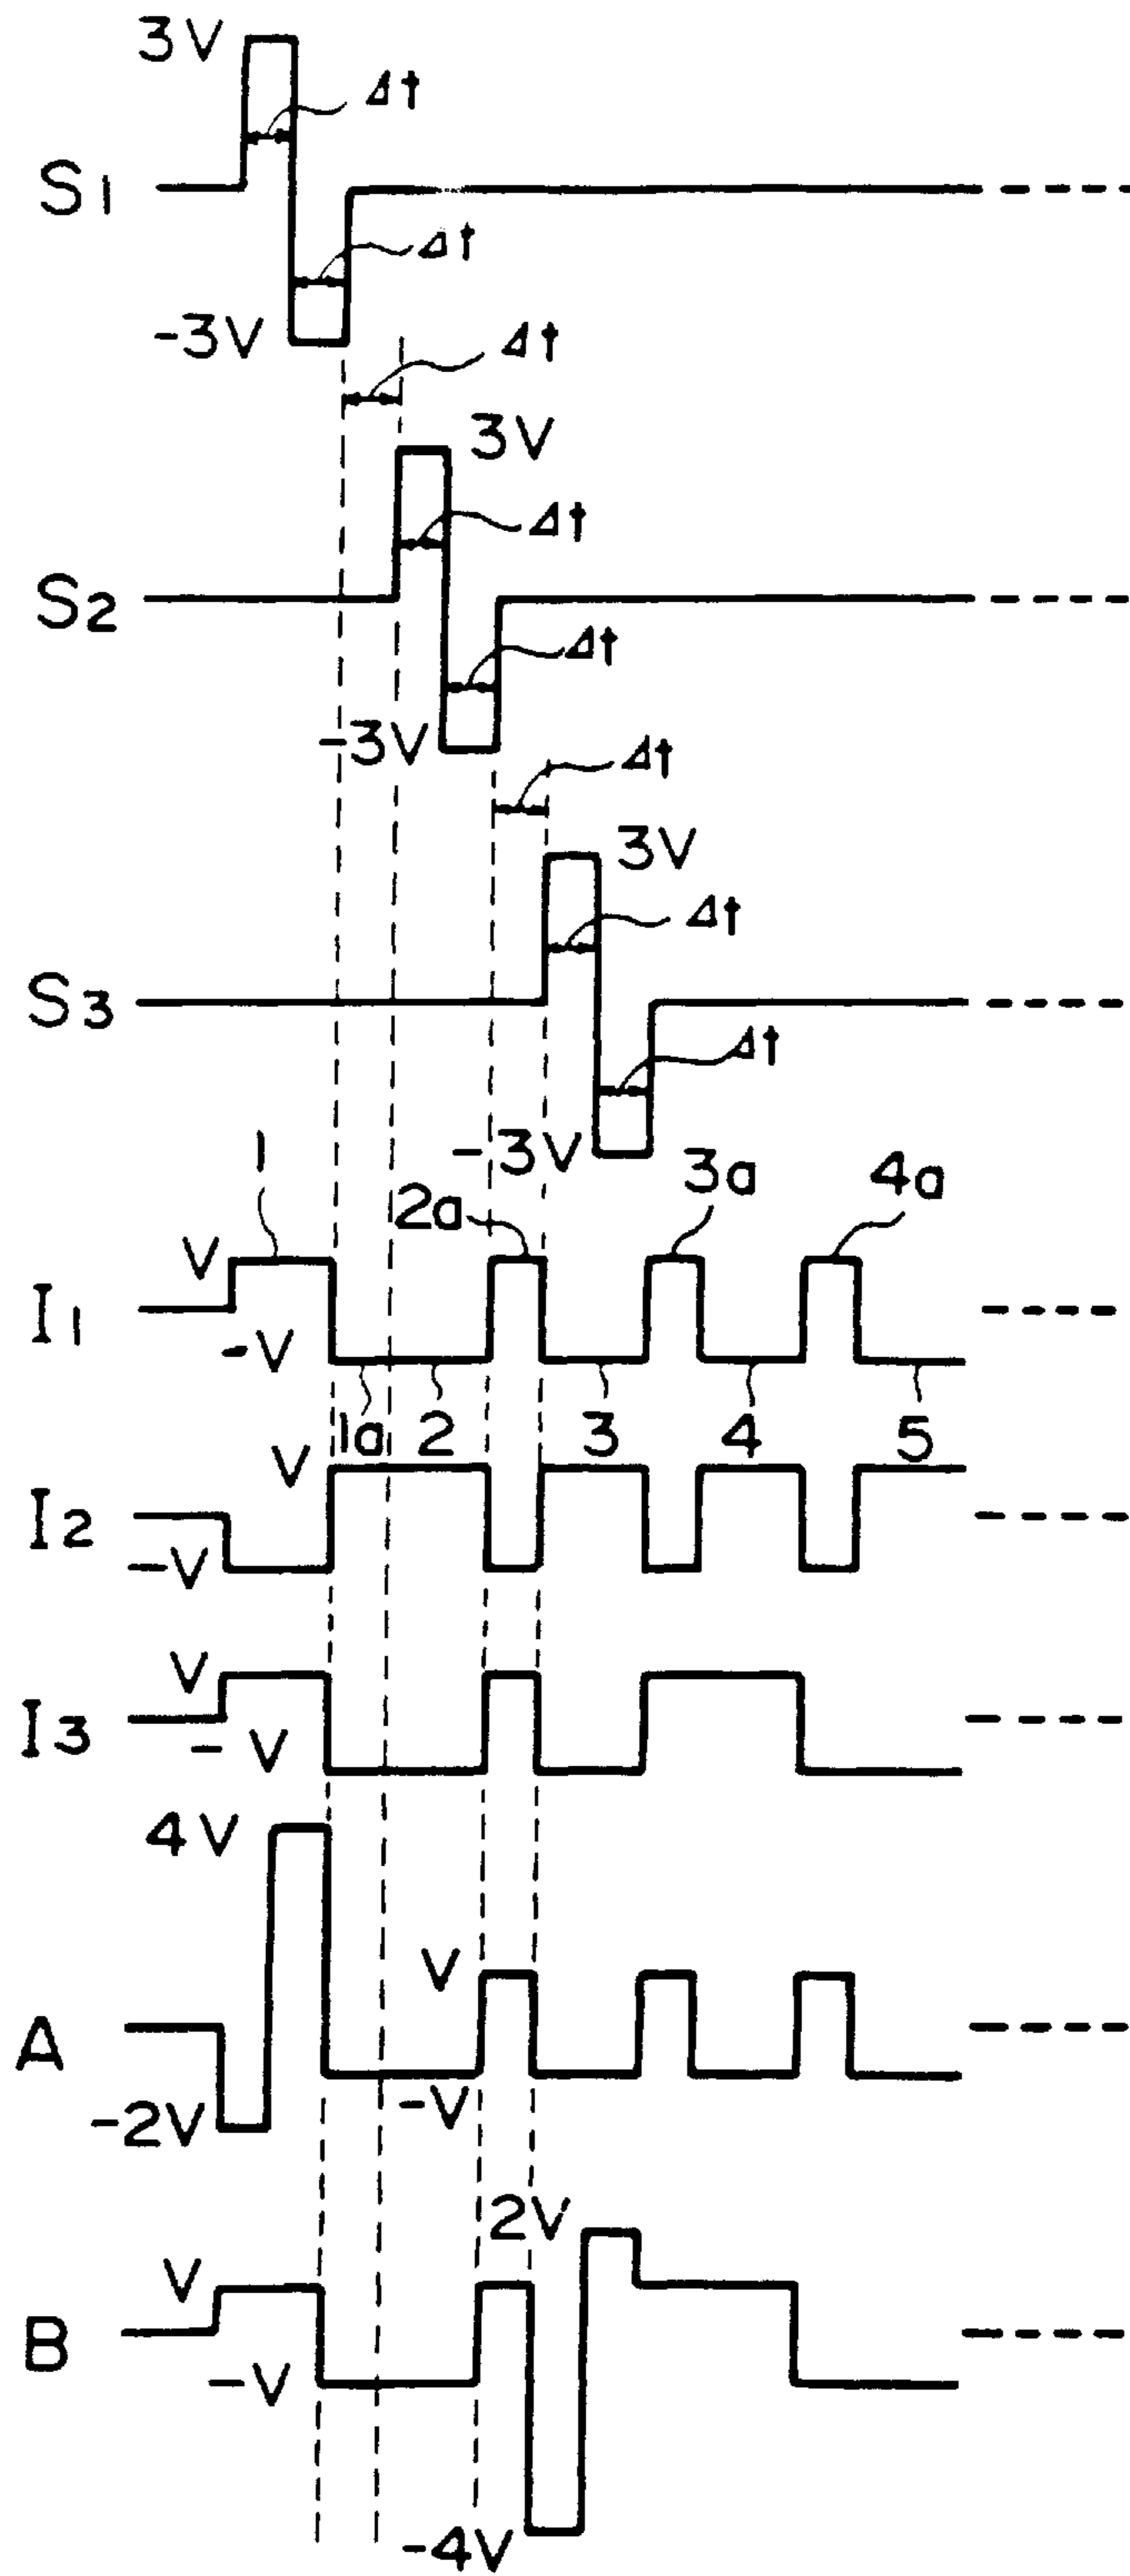 3V
Δt
S1
Δt
-3V
Δt
3V
Δt
S2
Δt
-3V
Δt
3V
Δt
S3
Δt
-3V
1
2a
3a
4a
V
I1
-V
1a
2
3
4
5
V
I2
-V
V
I3
-V
4V
V
A
-V
-2V
2V
V
B
-V
-4V